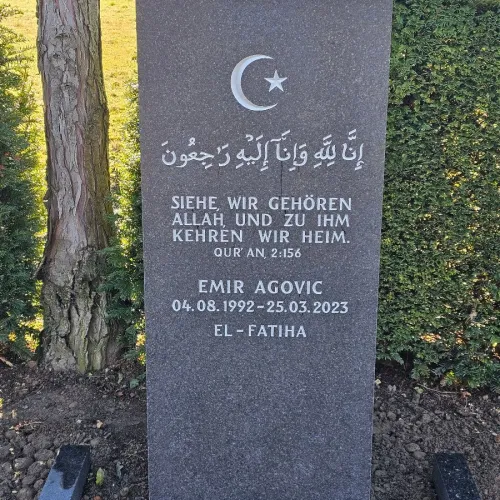 إِنَّا لِلَّهِ وَإِنَّآ إِلَيْهِ رَٰجِعُونَ
SIEHE, WIR GEHÖREN
ALLAH, UND ZU IHM
KEHREN WIR HEIM.
QUR'AN, 2:156
EMIR AGOVIC
04.08.1992-25.03.2023
EL-FATIHA